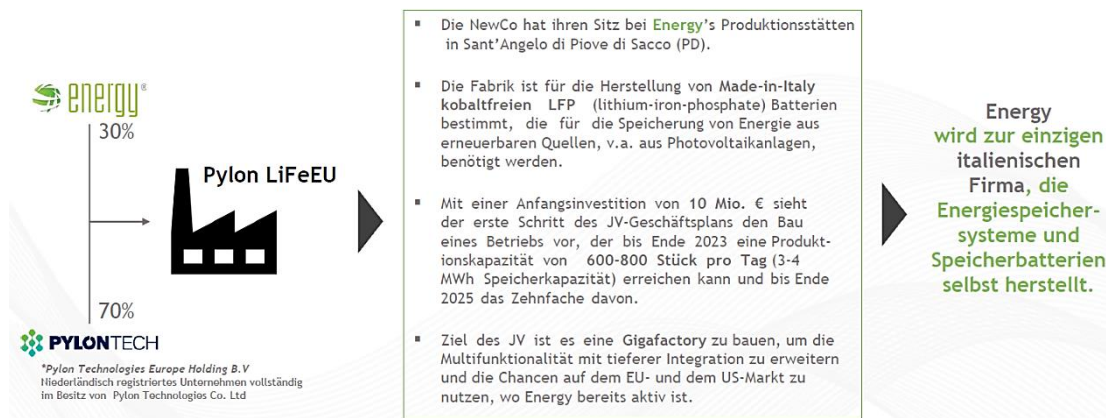 energy®
30%
Pylon LiFeEU
70%
PYLONTECH
*Pylon Technologies Europe Holding B.V
Niederländisch registriertes Unternehmen vollständig
im Besitz von Pylon Technologies Co. Ltd
▪ Die NewCo hat ihren Sitz bei Energy’s Produktionsstätten
in Sant’Angelo di Piove di Sacco (PD).
▪ Die Fabrik ist für die Herstellung von Made-in-Italy
kobaltfreien LFP (lithium-iron-phosphate) Batterien
bestimmt, die für die Speicherung von Energie aus
erneuerbaren Quellen, v.a. aus Photovoltaikanlagen,
benötigt werden.
▪ Mit einer Anfangsinvestition von 10 Mio. € sieht
der erste Schritt des JV-Geschäftsplans den Bau
eines Betriebs vor, der bis Ende 2023 eine Produkt-
ionskapazität von 600-800 Stück pro Tag (3-4
MWh Speicherkapazität) erreichen kann und bis Ende
2025 das Zehnfache davon.
▪ Ziel des JV ist es eine Gigafactory zu bauen, um die
Multifunktionalität mit tieferer Integration zu erweitern
und die Chancen auf dem EU- und dem US-Markt zu
nutzen, wo Energy bereits aktiv ist.
Energy
wird zur einzigen
italienischen
Firma, die
Energiespeicher-
systeme und
Speicherbatterien
selbst herstellt.